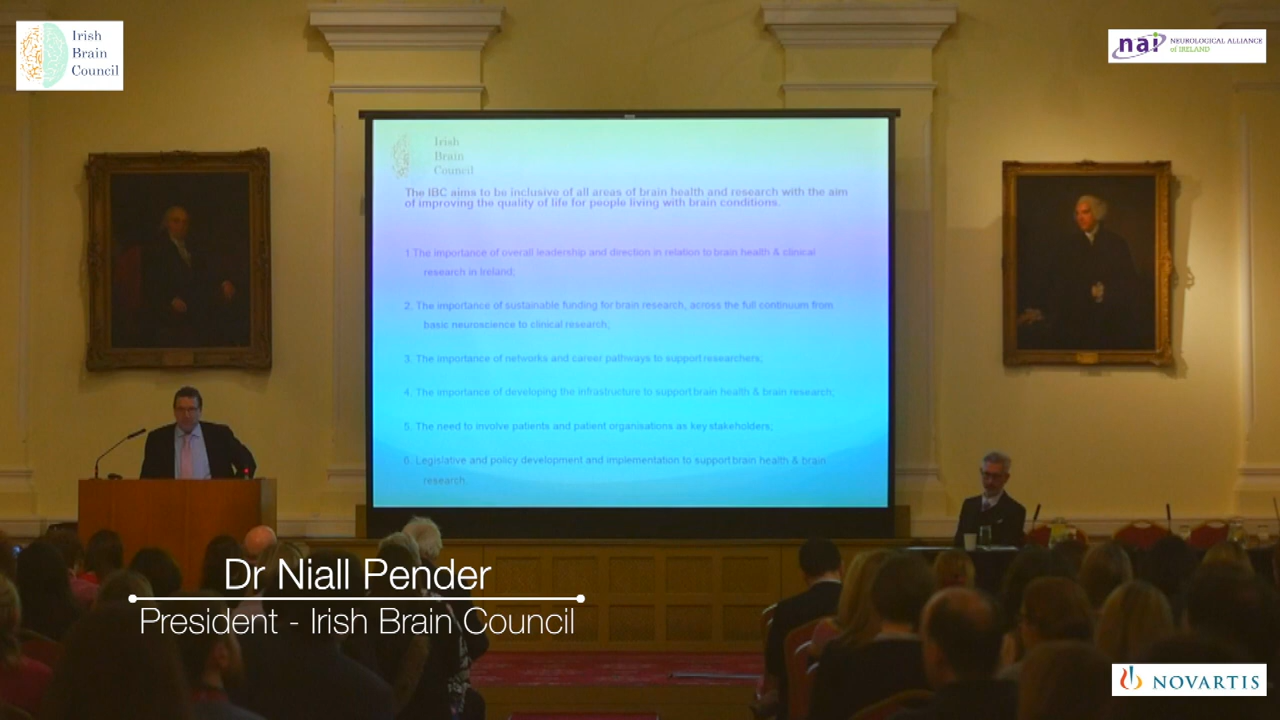 Irish
Brain
Council
nai NEUROLOGICAL ALLIANCE
of IRELAND
Irish
Brain
Council
The IBC aims to be inclusive of all areas of brain health and research with the aim
of improving the quality of life for people living with brain conditions.
1 The importance of overall leadership and direction in relation to brain health & clinical
research in Ireland;
2. The importance of sustainable funding for brain research, across the full continuum from
basic neuroscience to clinical research;
3. The importance of networks and career pathways to support researchers;
4. The importance of developing the infrastructure to support brain health & brain research;
5. The need to involve patients and patient organisations as key stakeholders;
6. Legislative and policy development and implementation to support brain health & brain
research.
Dr Niall Pender
President - Irish Brain Council
NOVARTIS